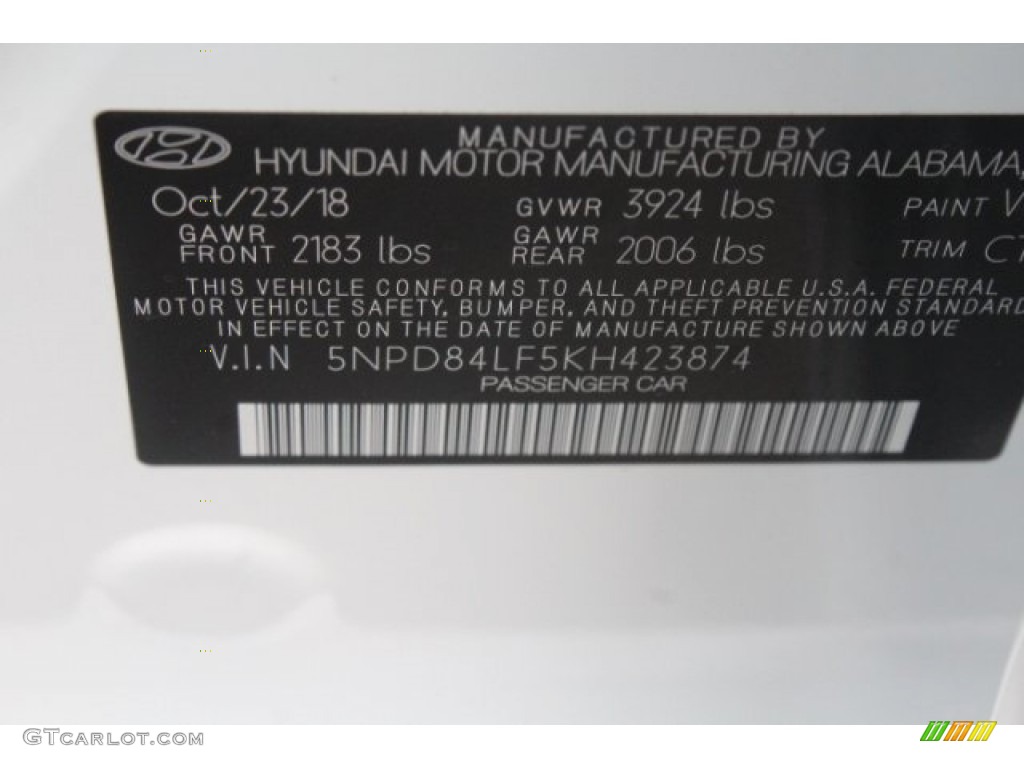 MANUFACTURED BY
HYUNDAI MOTOR MANUFACTURING ALABAMA,
Oct/23/18 GVWR 3924 lbs PAINT
GAWR FRONT 2183 lbs GAWR REAR 2006 lbs TRIM
THIS VEHICLE CONFORMS TO ALL APPLICABLE U.S.A. FEDERAL
MOTOR VEHICLE SAFETY, BUMPER, AND THEFT PREVENTION STANDARD
IN EFFECT ON THE DATE OF MANUFACTURE SHOWN ABOVE
V.I.N 5NPD84LF5KH423874
PASSENGER CAR
GTCARLOT.COM